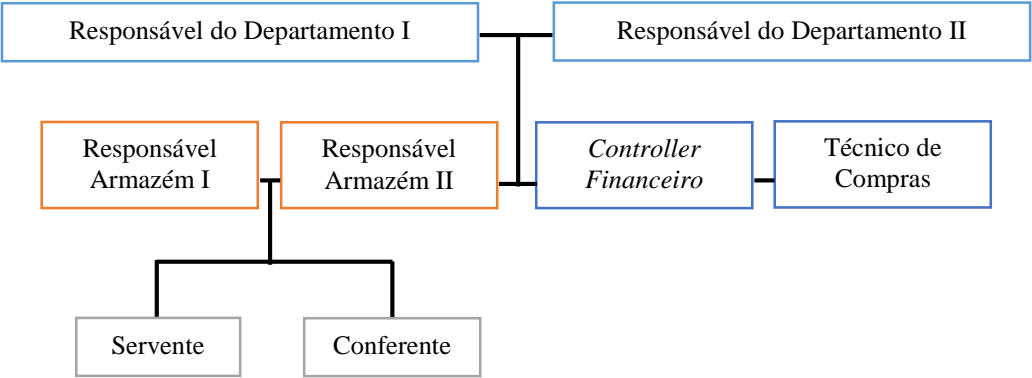 Responsável do Departamento I
Responsável do Departamento II
Responsável
Armazém I
Responsável
Armazém II
Controller
Financeiro
Técnico de
Compras
Servente
Conferente